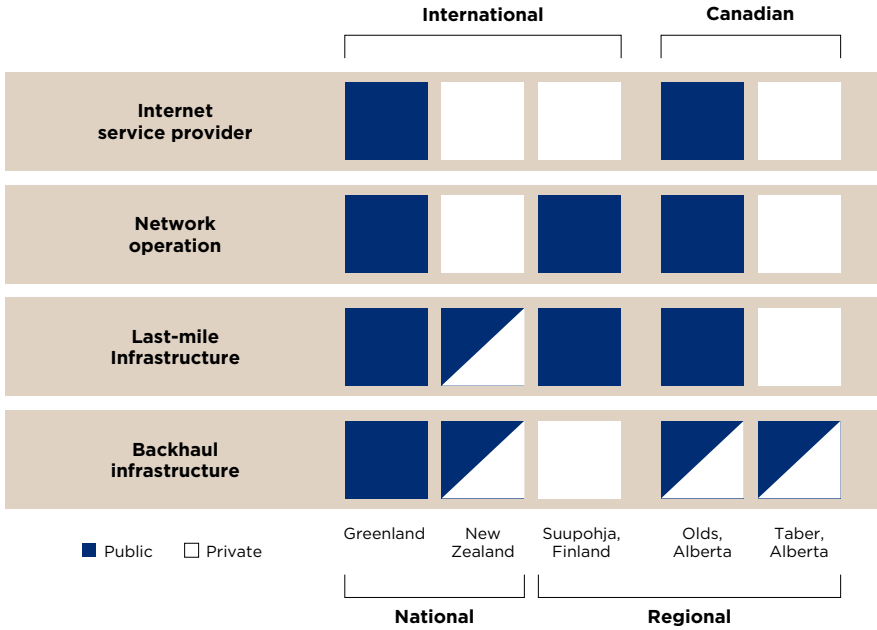 International
Canadian
Internet
service provider
Network
operation
Last-mile
Infrastructure
Backhaul
infrastructure
Public
Private
Greenland
New
Zealand
Suupohja,
Finland
Olds,
Alberta
Taber,
Alberta
National
Regional